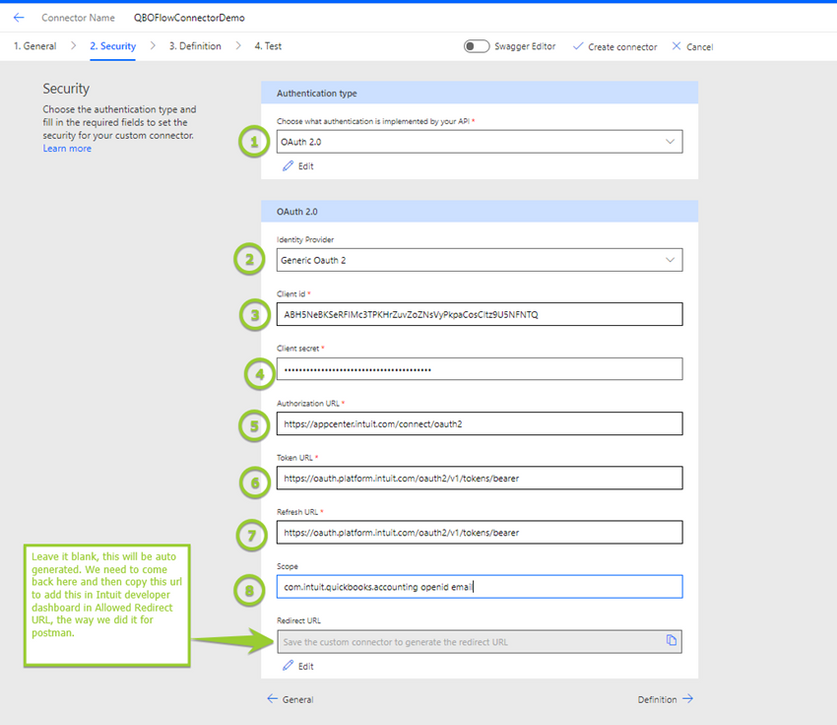 Connector Name QBOFlowConnectorDemo
1. General 2. Security 3. Definition 4. Test Swagger Editor Create connector Cancel
Security
Choose the authentication type and
fill in the required fields to set the
security for your custom connector.
Learn more
Authentication type
Choose what authentication is implemented by your API *
1
OAuth 2.0
Edit
OAuth 2.0
Identity Provider
2
Generic Oauth 2
Client id *
3
Client secret *
4
••••••••••••••••••••••••••••••••••••••••
Authorization URL *
5
https://appcenter.intuit.com/connect/oauth2
Token URL *
6
https://oauth.platform.intuit.com/oauth2/v1/tokens/bearer
Refresh URL *
7
https://oauth.platform.intuit.com/oauth2/v1/tokens/bearer
Scope
8
com.intuit.quickbooks.accounting openid email
Leave it blank, this will be auto
generated. We need to come
back here and then copy this url
to add this in Intuit developer
dashboard in Allowed Redirect
URL, the way we did it for
postman.
Redirect URL
Save the custom connector to generate the redirect URL
Edit
General
Definition